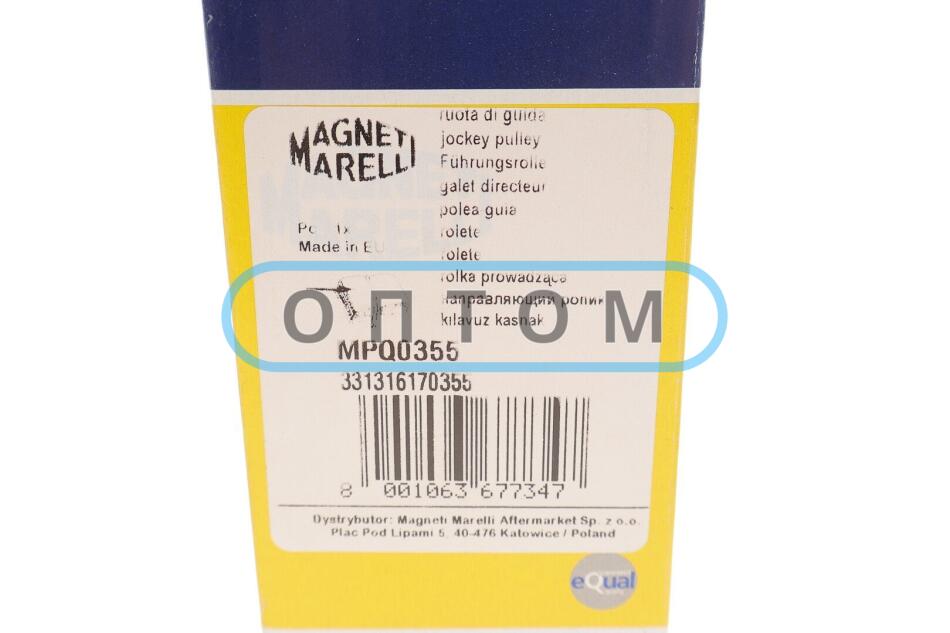 MAGNETI
MARELLI
ruota di guida
jockey pulley
Führungsrolle
galet directeur
polea guia
rolete
rolete
rolka prowadząca
направляющий ролик
kılavuz kasnak
1x
Made in EU
ОПТОМ
MPQ0355
331316170355
8 001063 677347
Dystrybutor: Magneti Marelli Aftermarket Sp. z o.o.
Plac Pod Lipami 5, 40-476 Katowice / Poland
eQual